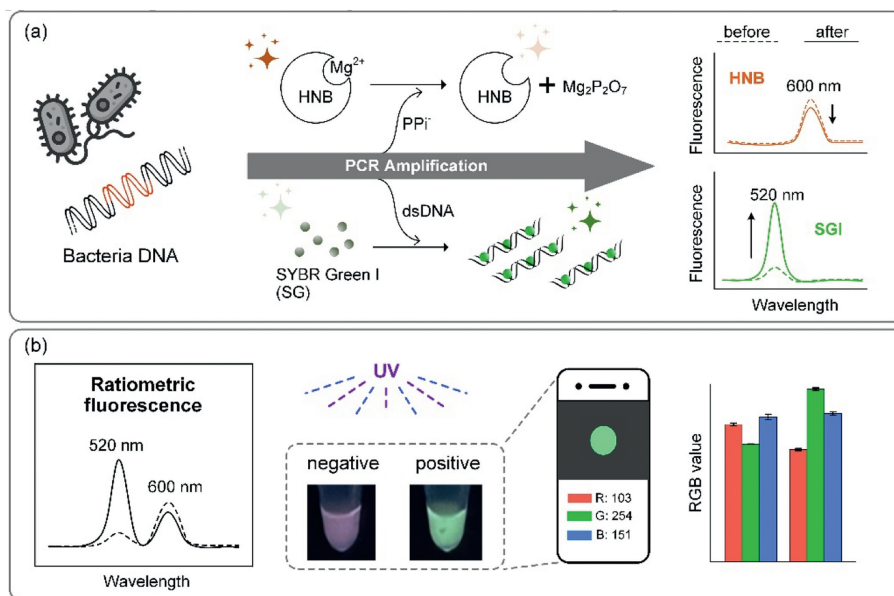 (a)
Bacteria DNA
Mg2+
HNB
HNB
+ Mg2P2O7
PPi-
PCR Amplification
dsDNA
SYBR Green I
(SG)
before
after
Fluorescence
HNB
600 nm
Fluorescence
520 nm
SGI
Wavelength
(b)
Ratiometric
fluorescence
520 nm
600 nm
Wavelength
UV
negative
positive
R: 103
G: 254
B: 151
RGB value